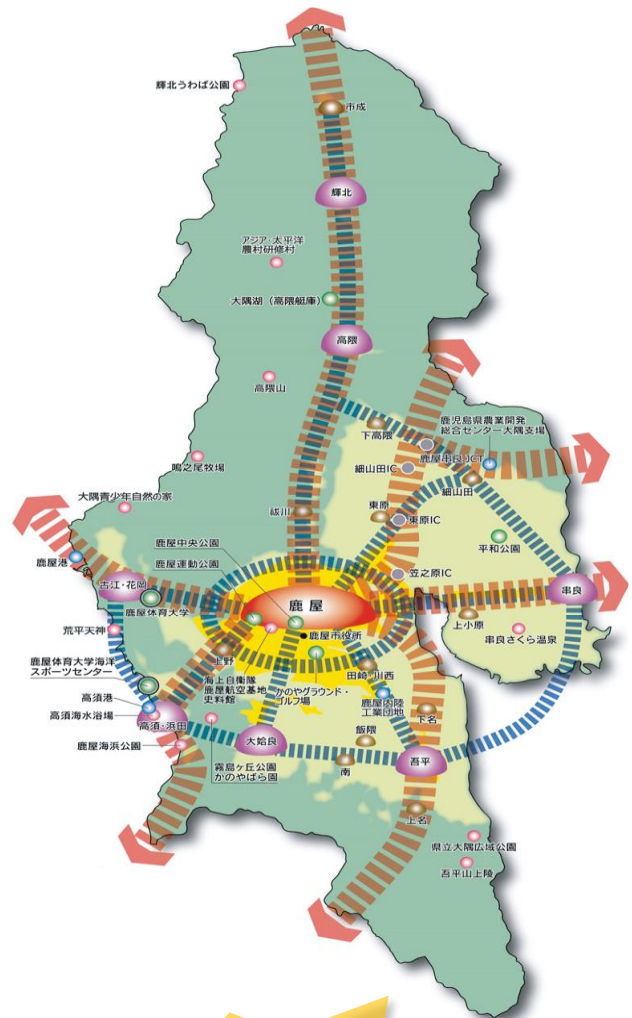 輝北うわば公園
市成
輝北
アジア・太平洋
農村研修村
大隅湖（高隈艇庫）
高隈
高隈山
下高隈
鹿児島県農業開発
総合センター大隅支場
鹿屋串良JCT
細山田IC
細山田
鳴之尾牧場
大隅青少年自然の家
祓川
東原
東原IC
平和公園
鹿屋中央公園
鹿屋運動公園
鹿屋港
笠之原IC
古江・花岡
鹿屋体育大学
鹿屋
串良
上小原
串良さくら温泉
荒平天神
鹿屋市役所
上野
田崎・川西
鹿屋体育大学海洋
スポーツセンター
海上自衛隊
鹿屋航空基地
史料館
かのやグラウンド・
ゴルフ場
鹿屋内陸
工業団地
高須港
高須海水浴場
高須・浜田
下名
飯隈
大姶良
鹿屋海浜公園
霧島ヶ丘公園
かのやばら園
南
吾平
上名
県立大隅広域公園
吾平山上陵